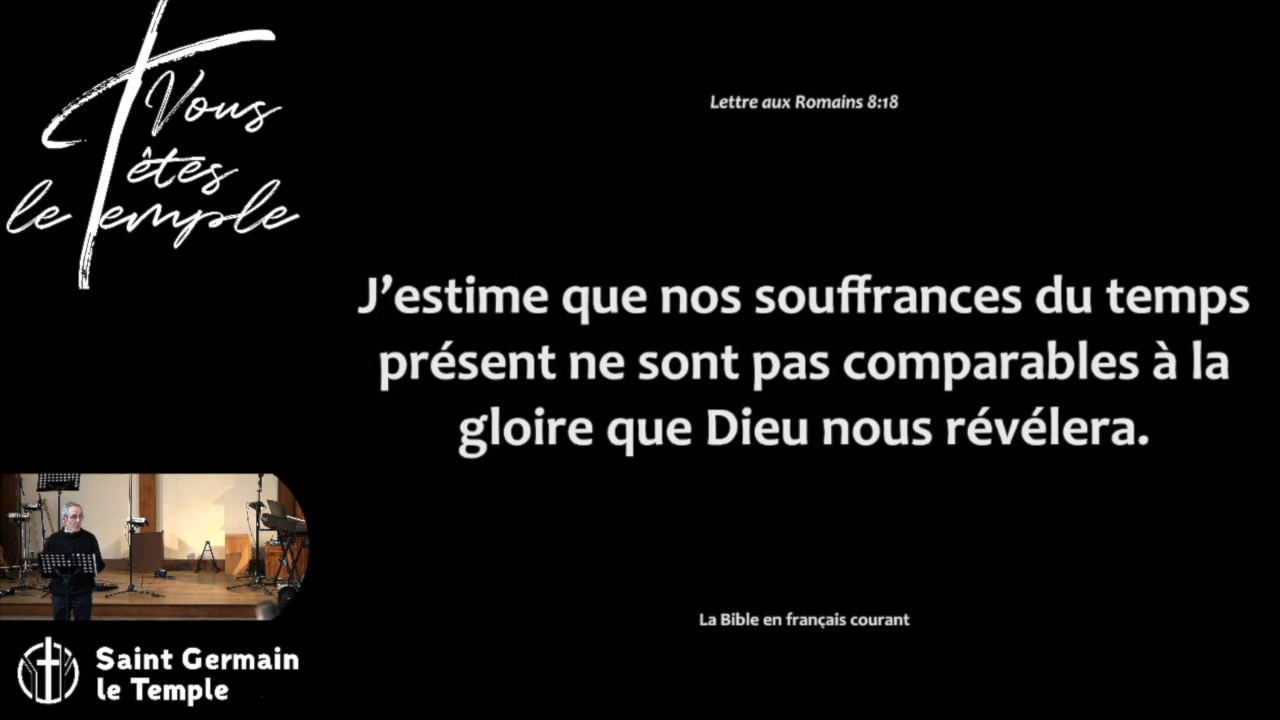 Vous
êtes
le Temple
Lettre aux Romains 8:18
J’estime que nos souffrances du temps
présent ne sont pas comparables à la
gloire que Dieu nous révélera.
La Bible en français courant
Saint Germain
le Temple